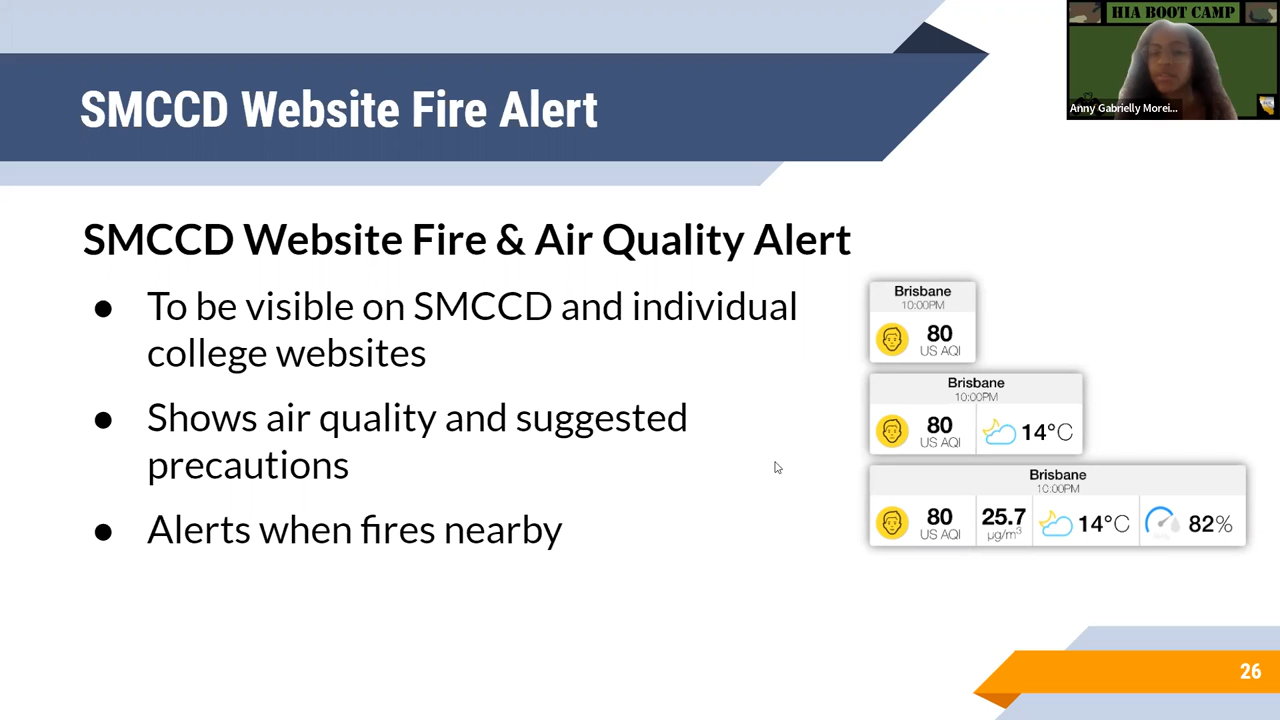 HIA BOOT CAMP
Anny Gabrielly Morei...
SMCCD Website Fire Alert
SMCCD Website Fire & Air Quality Alert
● To be visible on SMCCD and individual
college websites
● Shows air quality and suggested
precautions
● Alerts when fires nearby
Brisbane
10:00PM
80
US AQI
Brisbane
10:00PM
80
US AQI
14°C
Brisbane
10:00PM
80
US AQI
25.7
µg/m³
14°C
82%
26